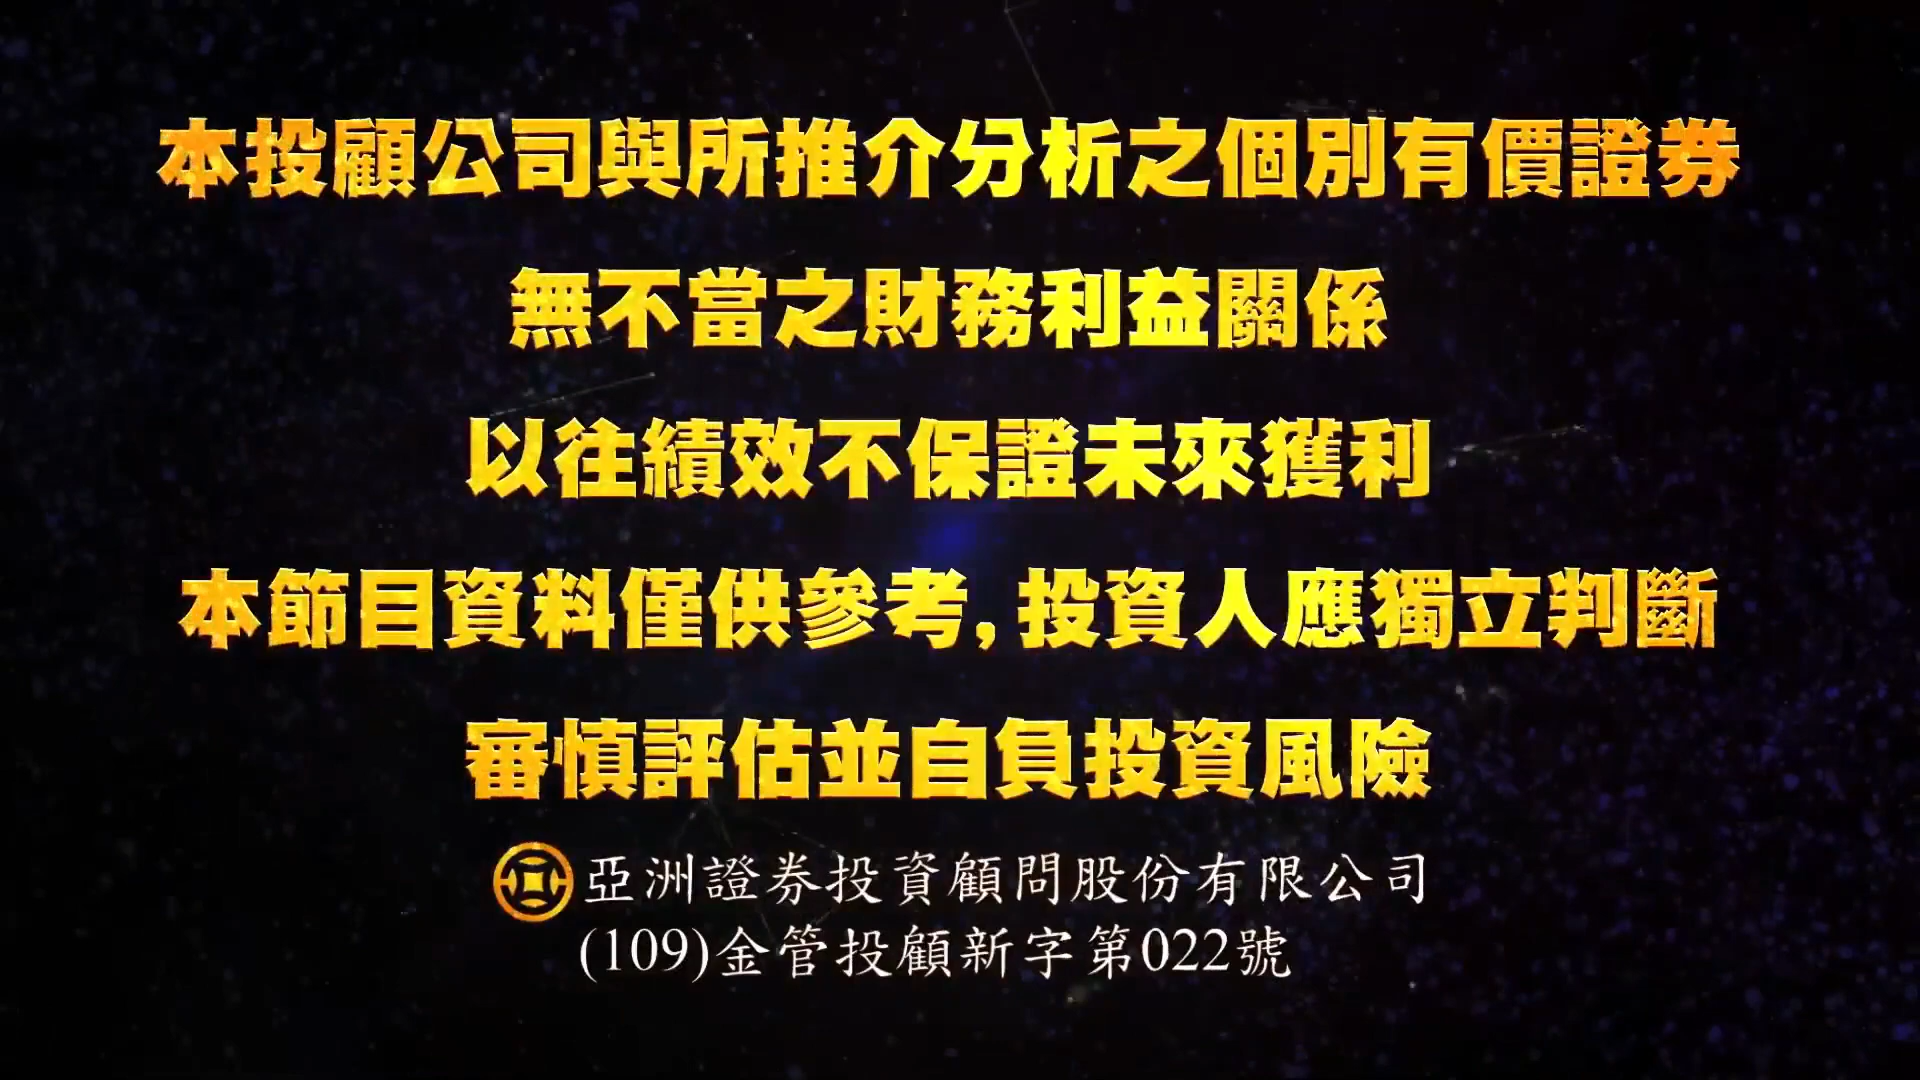 本投顧公司與所推介分析之個別有價證券
無不當之財務利益關係
以往績效不保證未來獲利
本節目資料僅供參考,投資人應獨立判斷
審慎評估並自負投資風險
亞洲證券投資顧問股份有限公司
(109)金管投顧新字第022號